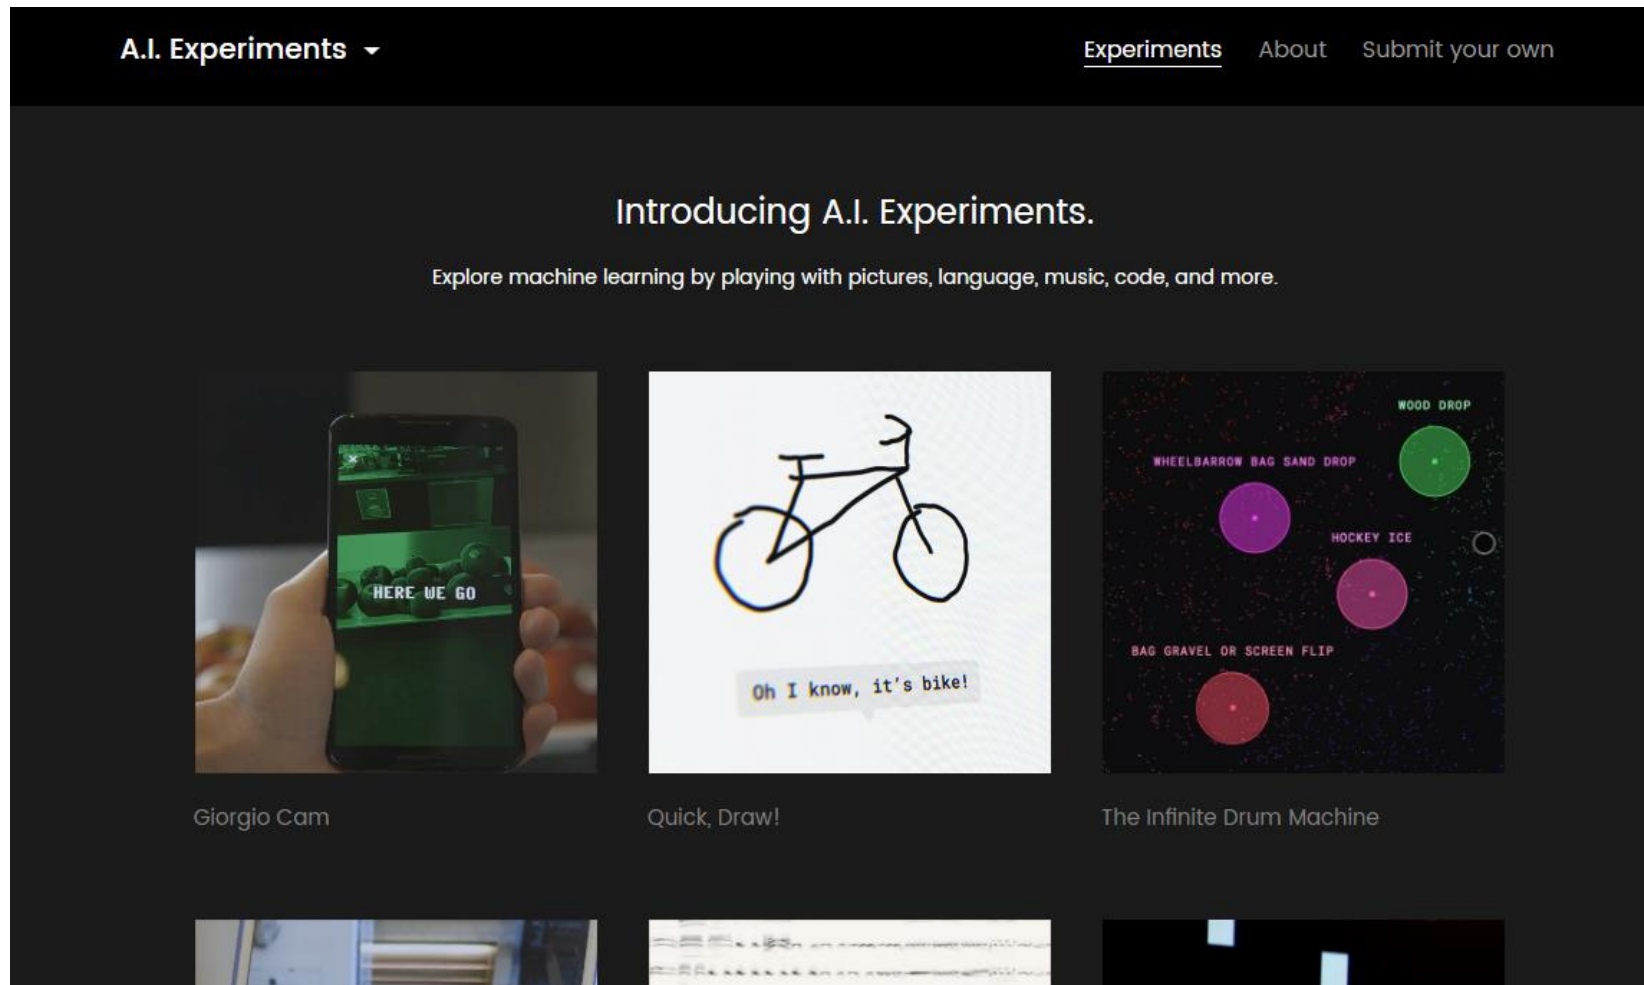 A.I. Experiments
Experiments About Submit your own
Introducing A.I. Experiments.
Explore machine learning by playing with pictures, language, music, code, and more.
HERE WE GO
Oh I know, it's bike!
WOOD DROP
WHEELBARROW BAG SAND DROP
HOCKEY ICE
BAG GRAVEL OR SCREEN FLIP
Giorgio Cam
Quick, Draw!
The Infinite Drum Machine